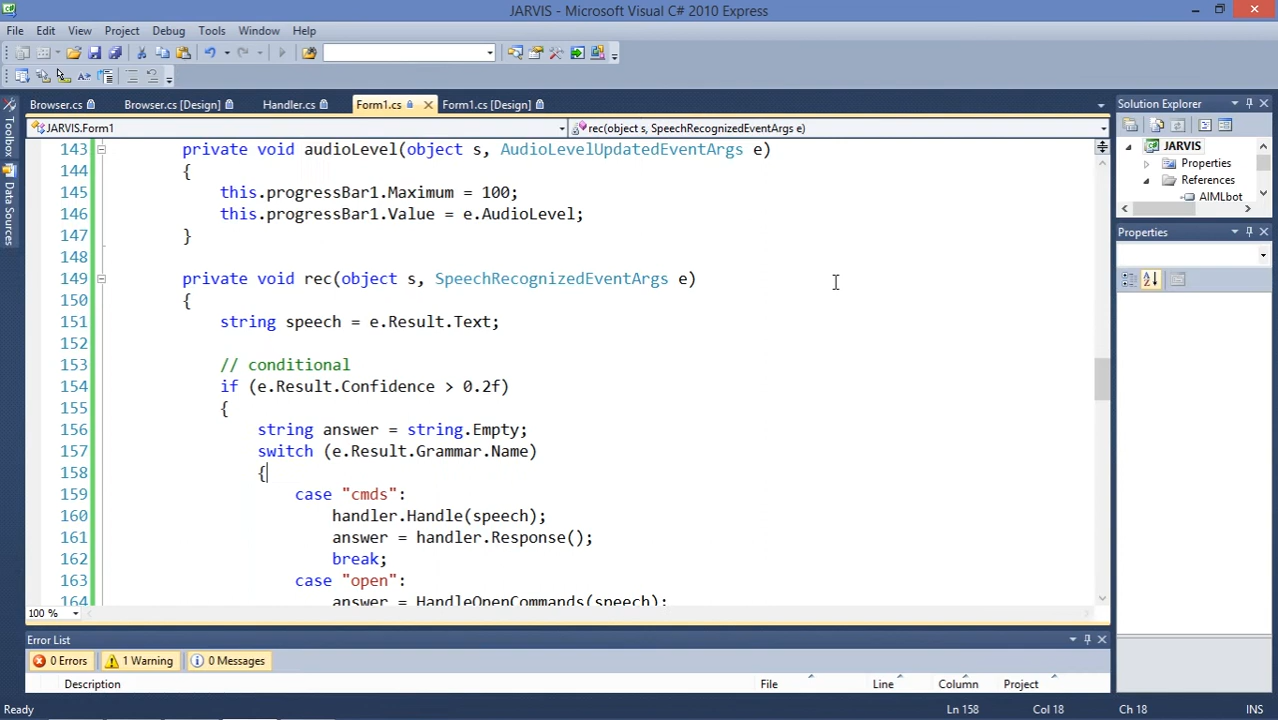 JARVIS - Microsoft Visual C# 2010 Express
File Edit View Project Debug Tools Window Help
Browser.cs Browser.cs [Design] Handler.cs Form1.cs Form1.cs [Design]
Solution Explorer
JARVIS.Form1
rec(object s, SpeechRecognizedEventArgs e)
Toolbox
Data Sources
143 private void audioLevel(object s, AudioLevelUpdatedEventArgs e)
144 {
145 this.progressBar1.Maximum = 100;
146 this.progressBar1.Value = e.AudioLevel;
147 }
148
149 private void rec(object s, SpeechRecognizedEventArgs e)
150 {
151 string speech = e.Result.Text;
152
153 // conditional
154 if (e.Result.Confidence > 0.2f)
155 {
156 string answer = string.Empty;
157 switch (e.Result.Grammar.Name)
158 {
159 case "cmds":
160 handler.Handle(speech);
161 answer = handler.Response();
162 break;
163 case "open":
164 answer = HandleOpenCommands(speech);
100 %
JARVIS
Properties
References
AIMLbot
Properties
Error List
0 Errors 1 Warning 0 Messages
Description File Line Column Project
Ready Ln 158 Col 18 Ch 18 INS